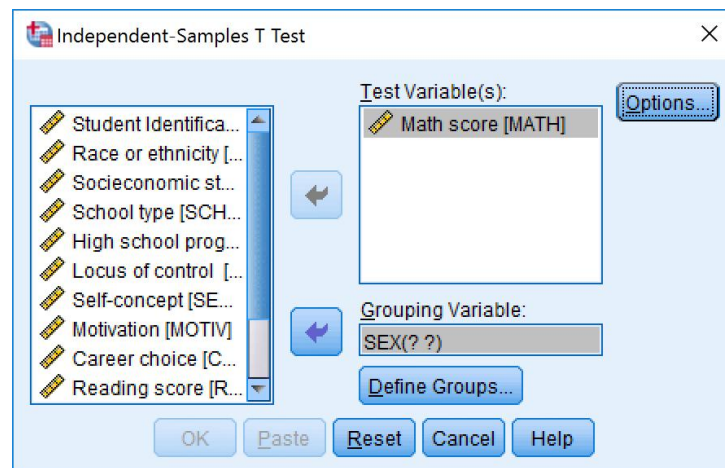 Independent-Samples T Test
Student Identifica...
Race or ethnicity [...
Socieconomic st...
School type [SCH...
High school prog...
Locus of control [...
Self-concept [SE...
Motivation [MOTIV]
Career choice [C...
Reading score [R...
Test Variable(s):
Math score [MATH]
Options...
Grouping Variable:
SEX(? ?)
Define Groups...
OK Paste Reset Cancel Help